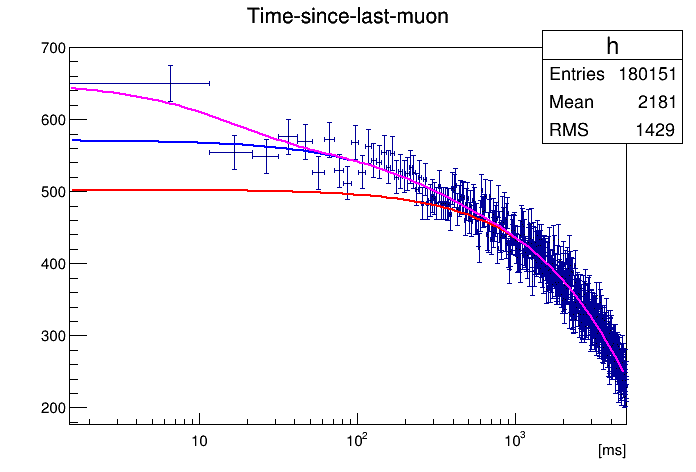 Time-since-last-muon
h
Entries 180151
Mean 2181
RMS 1429
700
600
500
400
300
200
10
10²
10³
[ms]